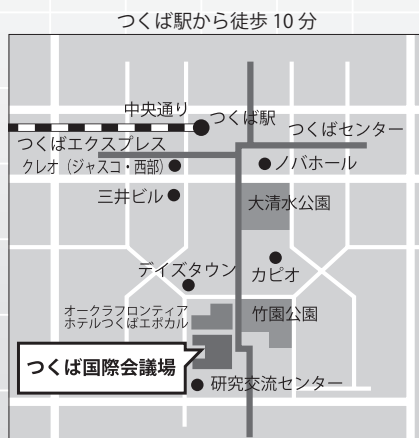 つくば駅から徒歩 10 分
中央通り
つくば駅
つくばセンター
つくばエクスプレス
クレオ（ジャスコ・西部）
ノバホール
三井ビル
大清水公園
デイズタウン
カピオ
オークラフロンティア
ホテルつくばエポカル
竹園公園
つくば国際会議場
研究交流センター